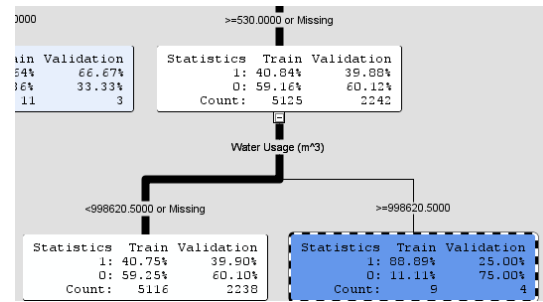 0000
>=530.0000 or Missing
ain Validation
64% 66.67%
36% 33.33%
11 3
Statistics Train Validation
1: 40.84% 39.88%
0: 59.16% 60.12%
Count: 5125 2242
Water Usage (m^3)
<998620.5000 or Missing
>=998620.5000
Statistics Train Validation
1: 40.75% 39.90%
0: 59.25% 60.10%
Count: 5116 2238
Statistics Train Validation
1: 88.89% 25.00%
0: 11.11% 75.00%
Count: 9 4